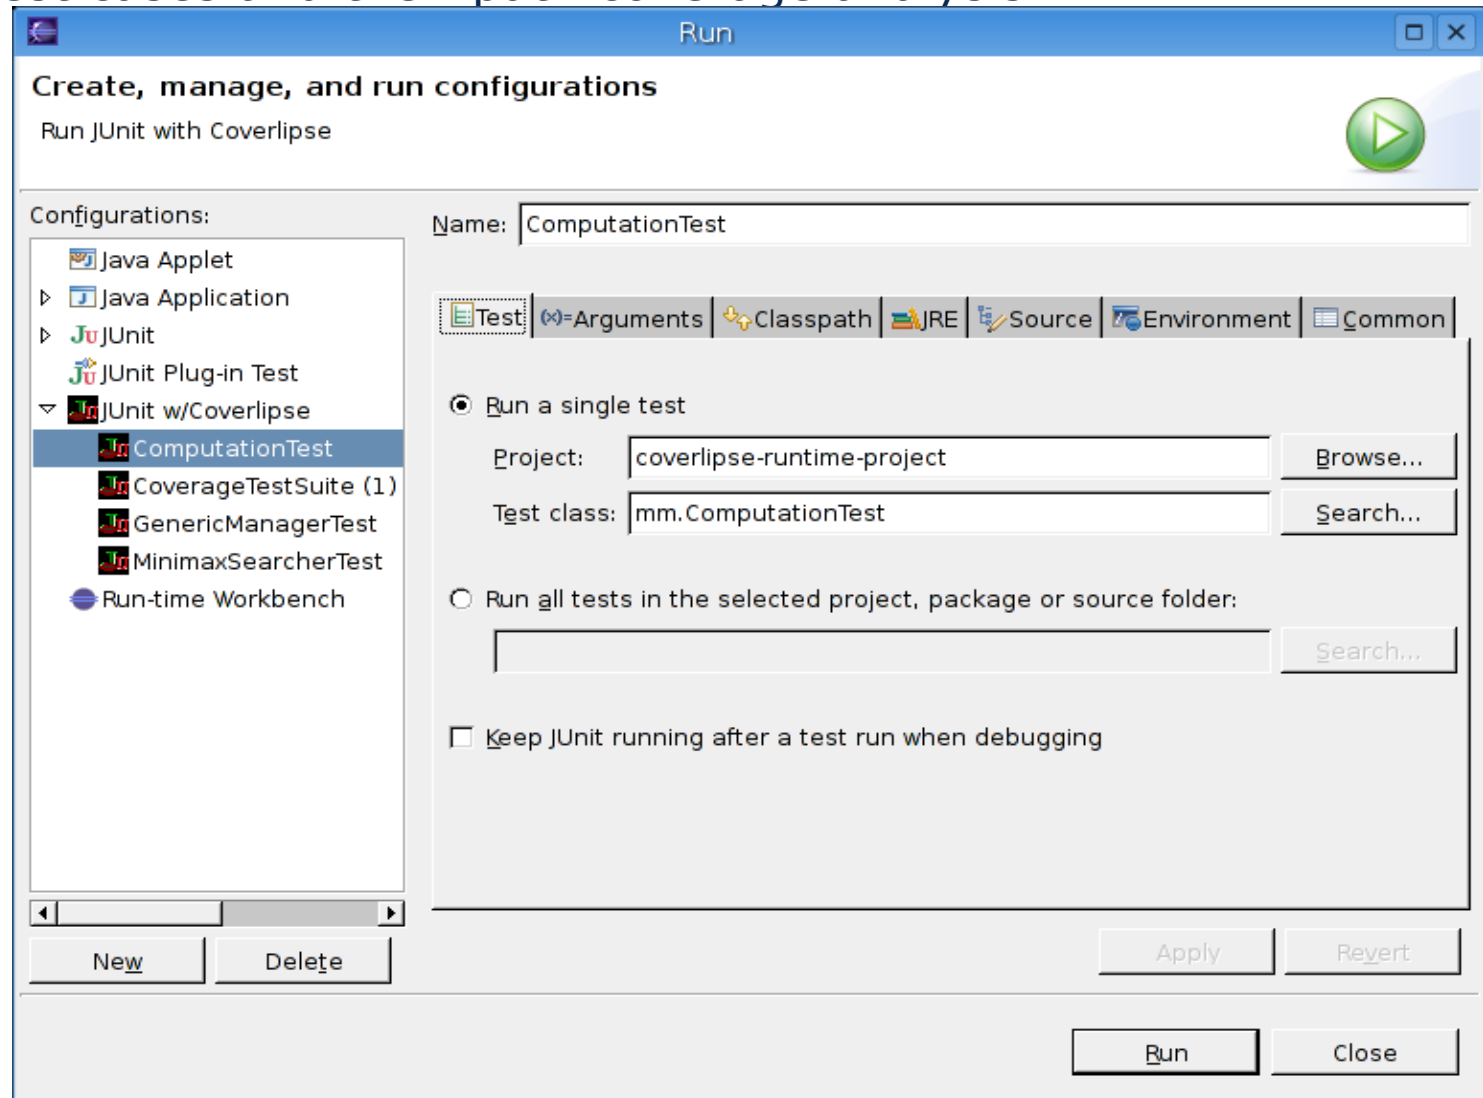 Run
Create, manage, and run configurations
Run JUnit with Coverlipse
Configurations:
Java Applet
Java Application
JUnit
JUnit Plug-in Test
JUnit w/Coverlipse
ComputationTest
CoverageTestSuite (1)
GenericManagerTest
MinimaxSearcherTest
Run-time Workbench
New Delete
Name: ComputationTest
Test (x)=Arguments Classpath JRE Source Environment Common
Run a single test
Project: coverlipse-runtime-project Browse...
Test class: mm.ComputationTest Search...
Run all tests in the selected project, package or source folder:
Search...
Keep JUnit running after a test run when debugging
Apply Revert
Run Close